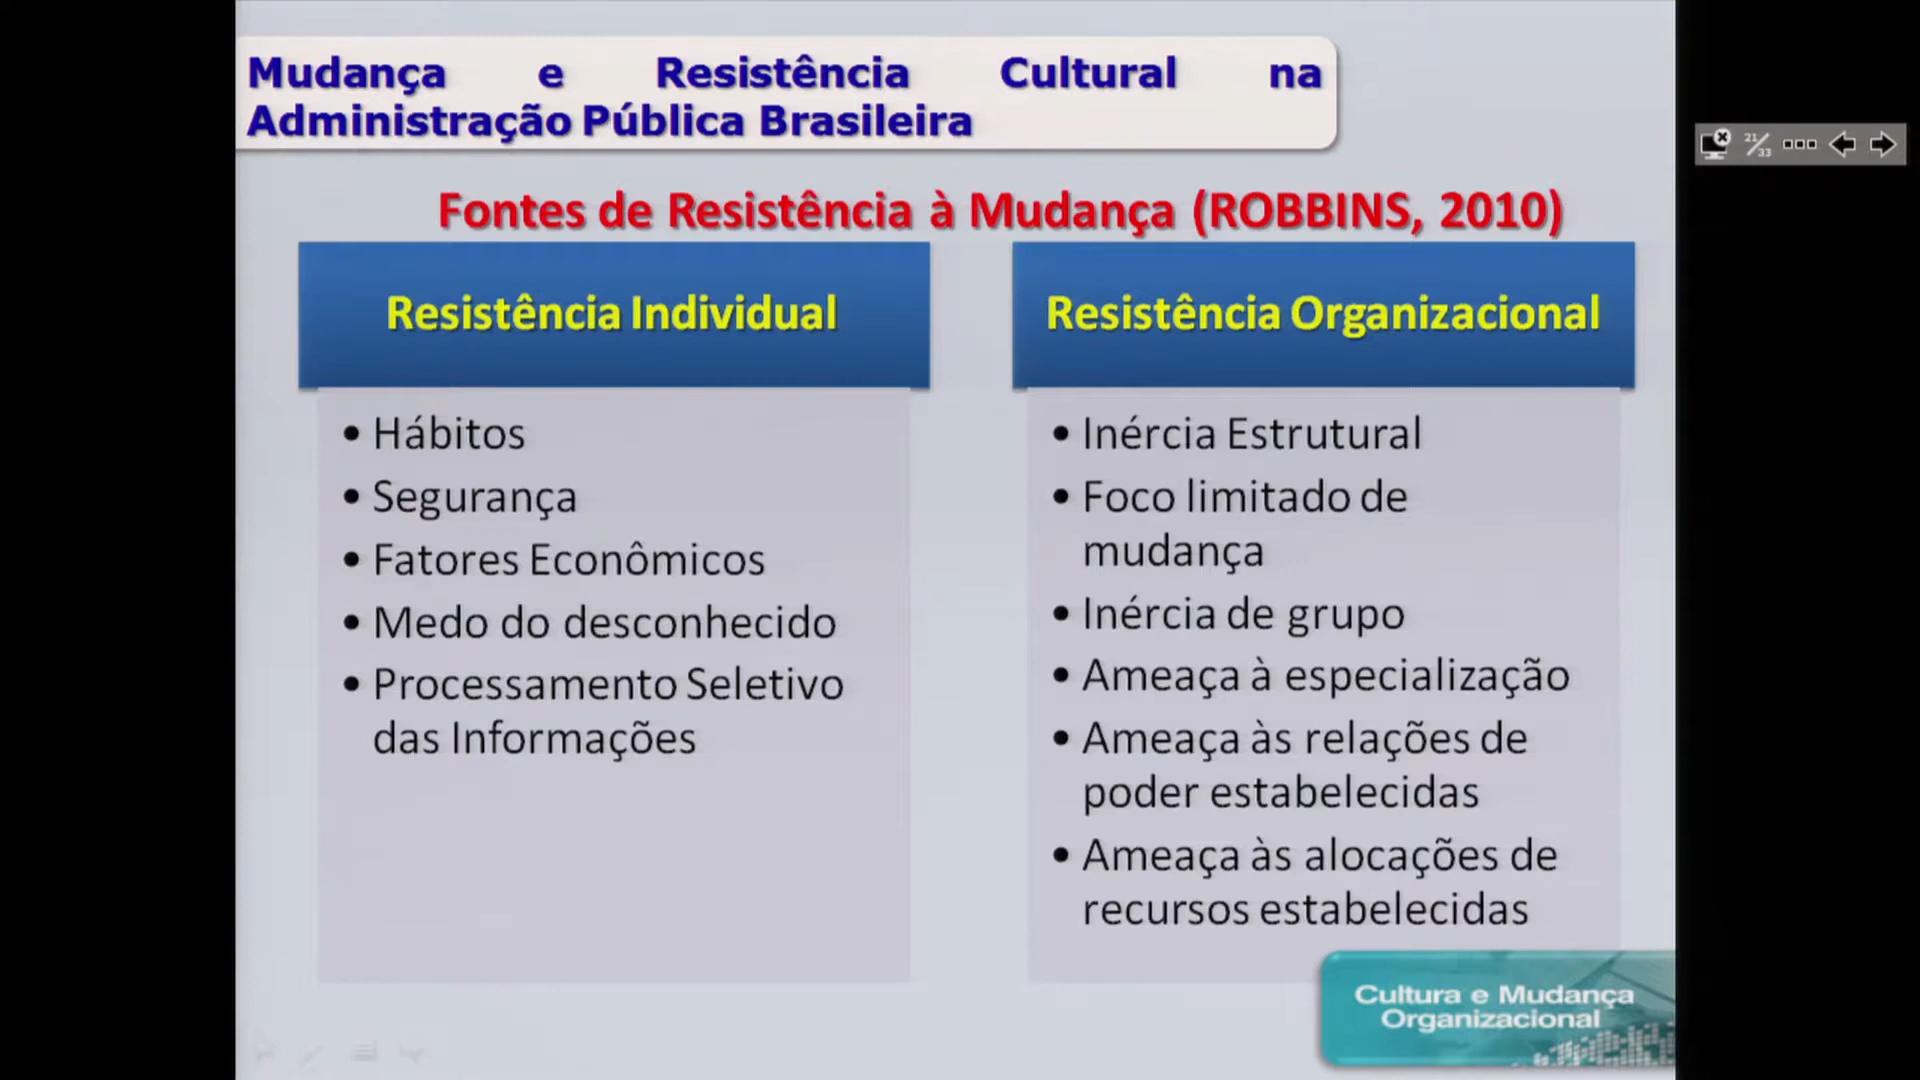 Mudança e Resistência Cultural na
Administração Pública Brasileira
21/33
Fontes de Resistência à Mudança (ROBBINS, 2010)
Resistência Individual
• Hábitos
• Segurança
• Fatores Econômicos
• Medo do desconhecido
• Processamento Seletivo
das Informações
Resistência Organizacional
• Inércia Estrutural
• Foco limitado de
mudança
• Inércia de grupo
• Ameaça à especialização
• Ameaça às relações de
poder estabelecidas
• Ameaça às alocações de
recursos estabelecidas
Cultura e Mudança
Organizacional